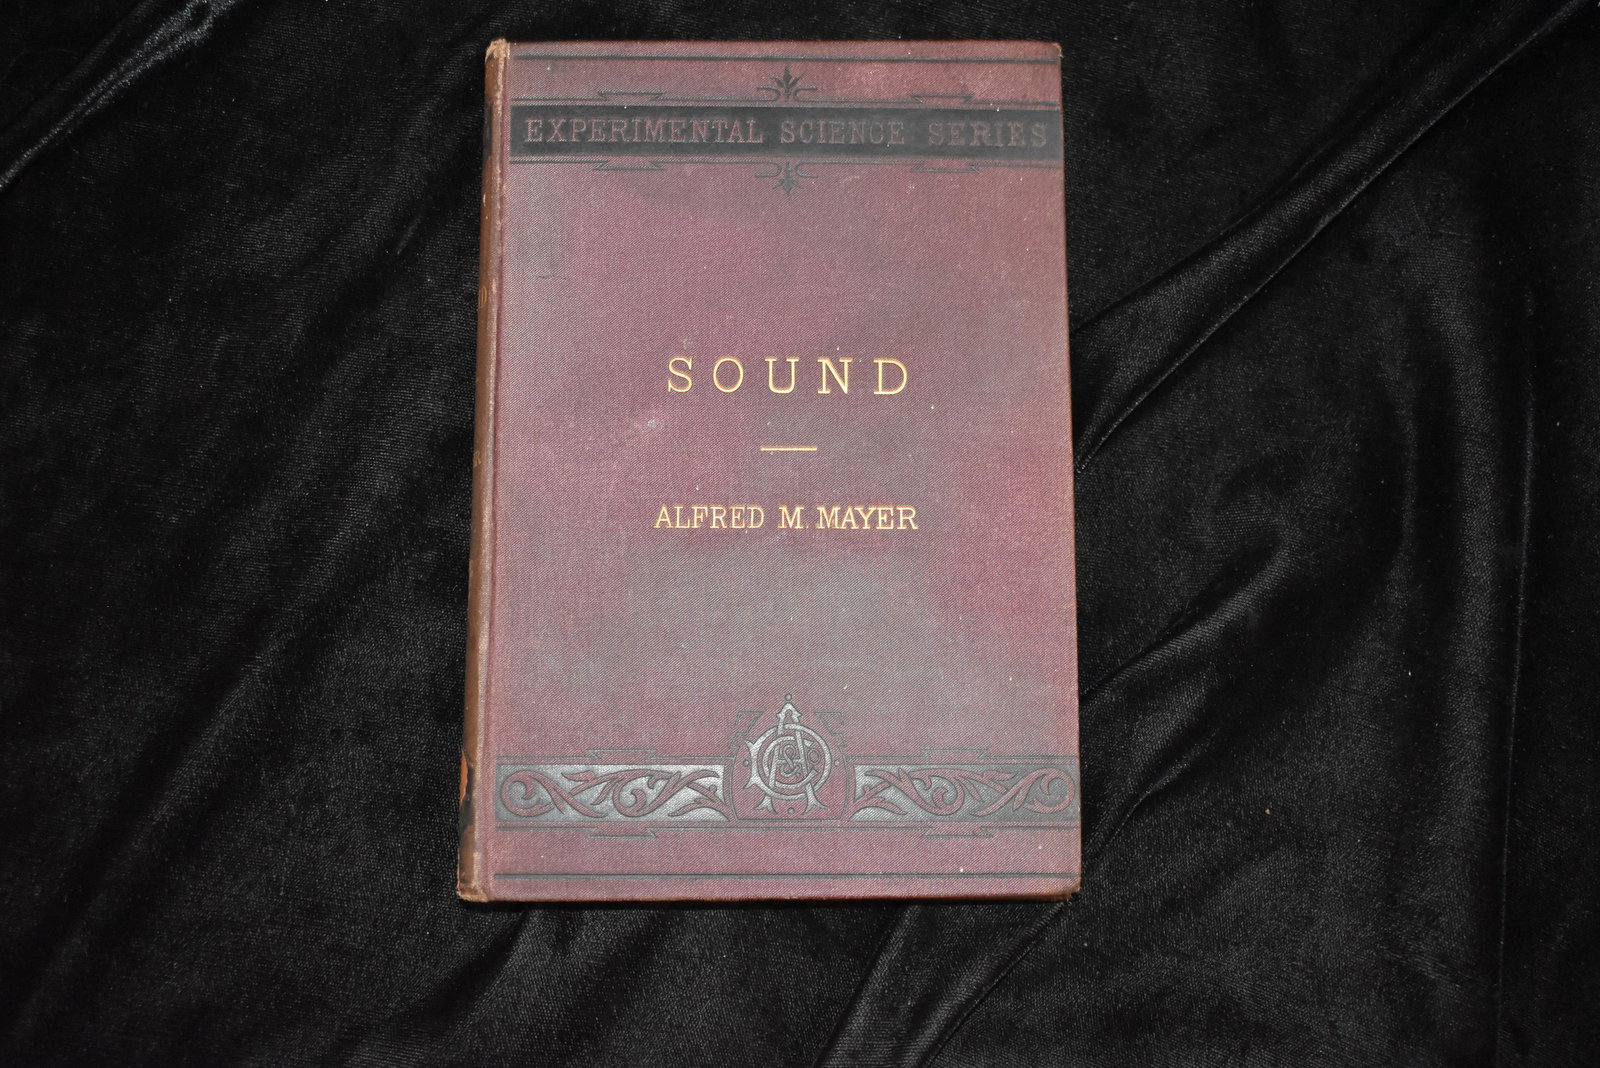 EXPERIMENTAL SCIENCE SERIES
SOUND
ALFRED M. MAYER